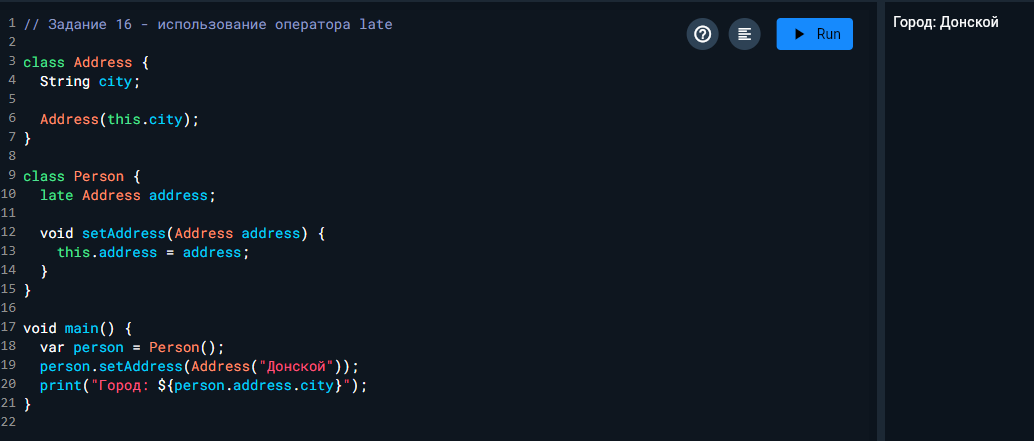 1 // Задание 16 - использование оператора late
2
3 class Address {
4   String city;
5
6   Address(this.city);
7 }
8
9 class Person {
10   late Address address;
11
12   void setAddress(Address address) {
13     this.address = address;
14   }
15 }
16
17 void main() {
18   var person = Person();
19   person.setAddress(Address("Донской"));
20   print("Город: ${person.address.city}");
21 }
22
? Run
Город: Донской